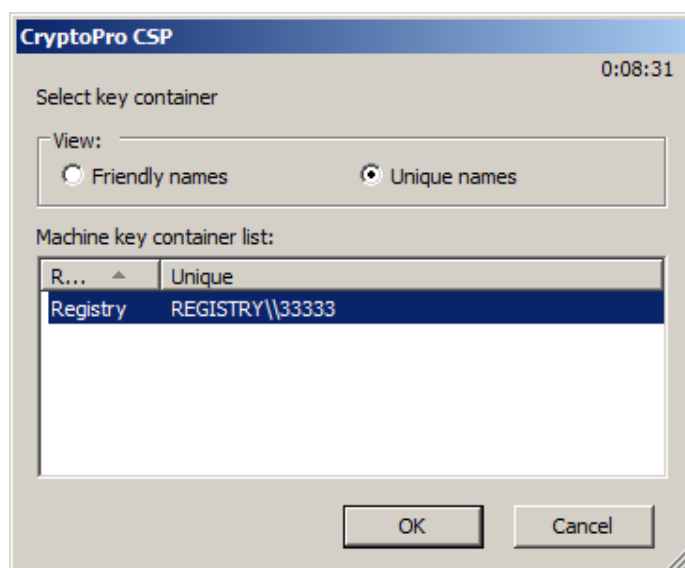 CryptoPro CSP
0:08:31
Select key container
View:
Friendly names Unique names
Machine key container list:
R... Unique
Registry REGISTRY\\33333
OK Cancel